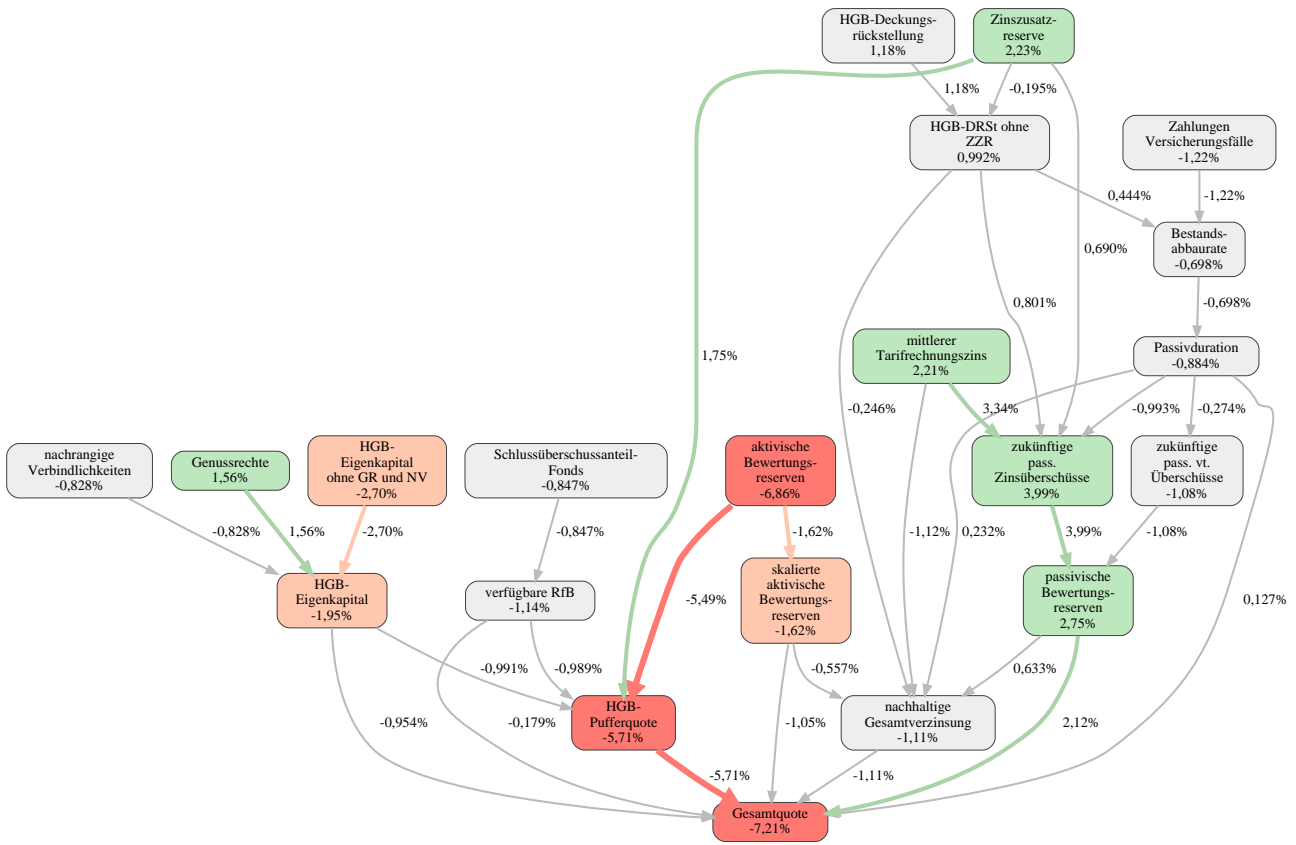 HGB-Deckungs-
rückstellung
1,18%
Zinszusatz-
reserve
2,23%
1,18%
-0,195%
HGB-DRSt ohne
ZZR
0,992%
Zahlungen
Versicherungsfälle
-1,22%
0,444%
-1,22%
Bestands-
abbaurate
-0,698%
0,690%
0,801%
-0,698%
1,75%
mittlerer
Tarifrechnungszins
2,21%
Passivduration
-0,884%
-0,246%
3,34%
-0,993%
-0,274%
nachrangige
Verbindlichkeiten
-0,828%
Genussrechte
1,56%
HGB-
Eigenkapital
ohne GR und NV
-2,70%
Schlussüberschussanteil-
Fonds
-0,847%
aktivische
Bewertungs-
reserven
-6,86%
zukünftige
pass.
Zinsüberschüsse
3,99%
zukünftige
pass. vt.
Überschüsse
-1,08%
-0,828%
1,56%
-2,70%
-0,847%
-1,62%
-1,12%
0,232%
3,99%
-1,08%
HGB-
Eigenkapital
-1,95%
verfügbare RfB
-1,14%
-5,49%
skalierte
aktivische
Bewertungs-
reserven
-1,62%
passivische
Bewertungs-
reserven
2,75%
0,127%
-0,991%
-0,989%
-0,557%
0,633%
-0,954%
-0,179%
HGB-
Pufferquote
-5,71%
-1,05%
nachhaltige
Gesamtverzinsung
-1,11%
2,12%
-5,71%
-1,11%
Gesamtquote
-7,21%